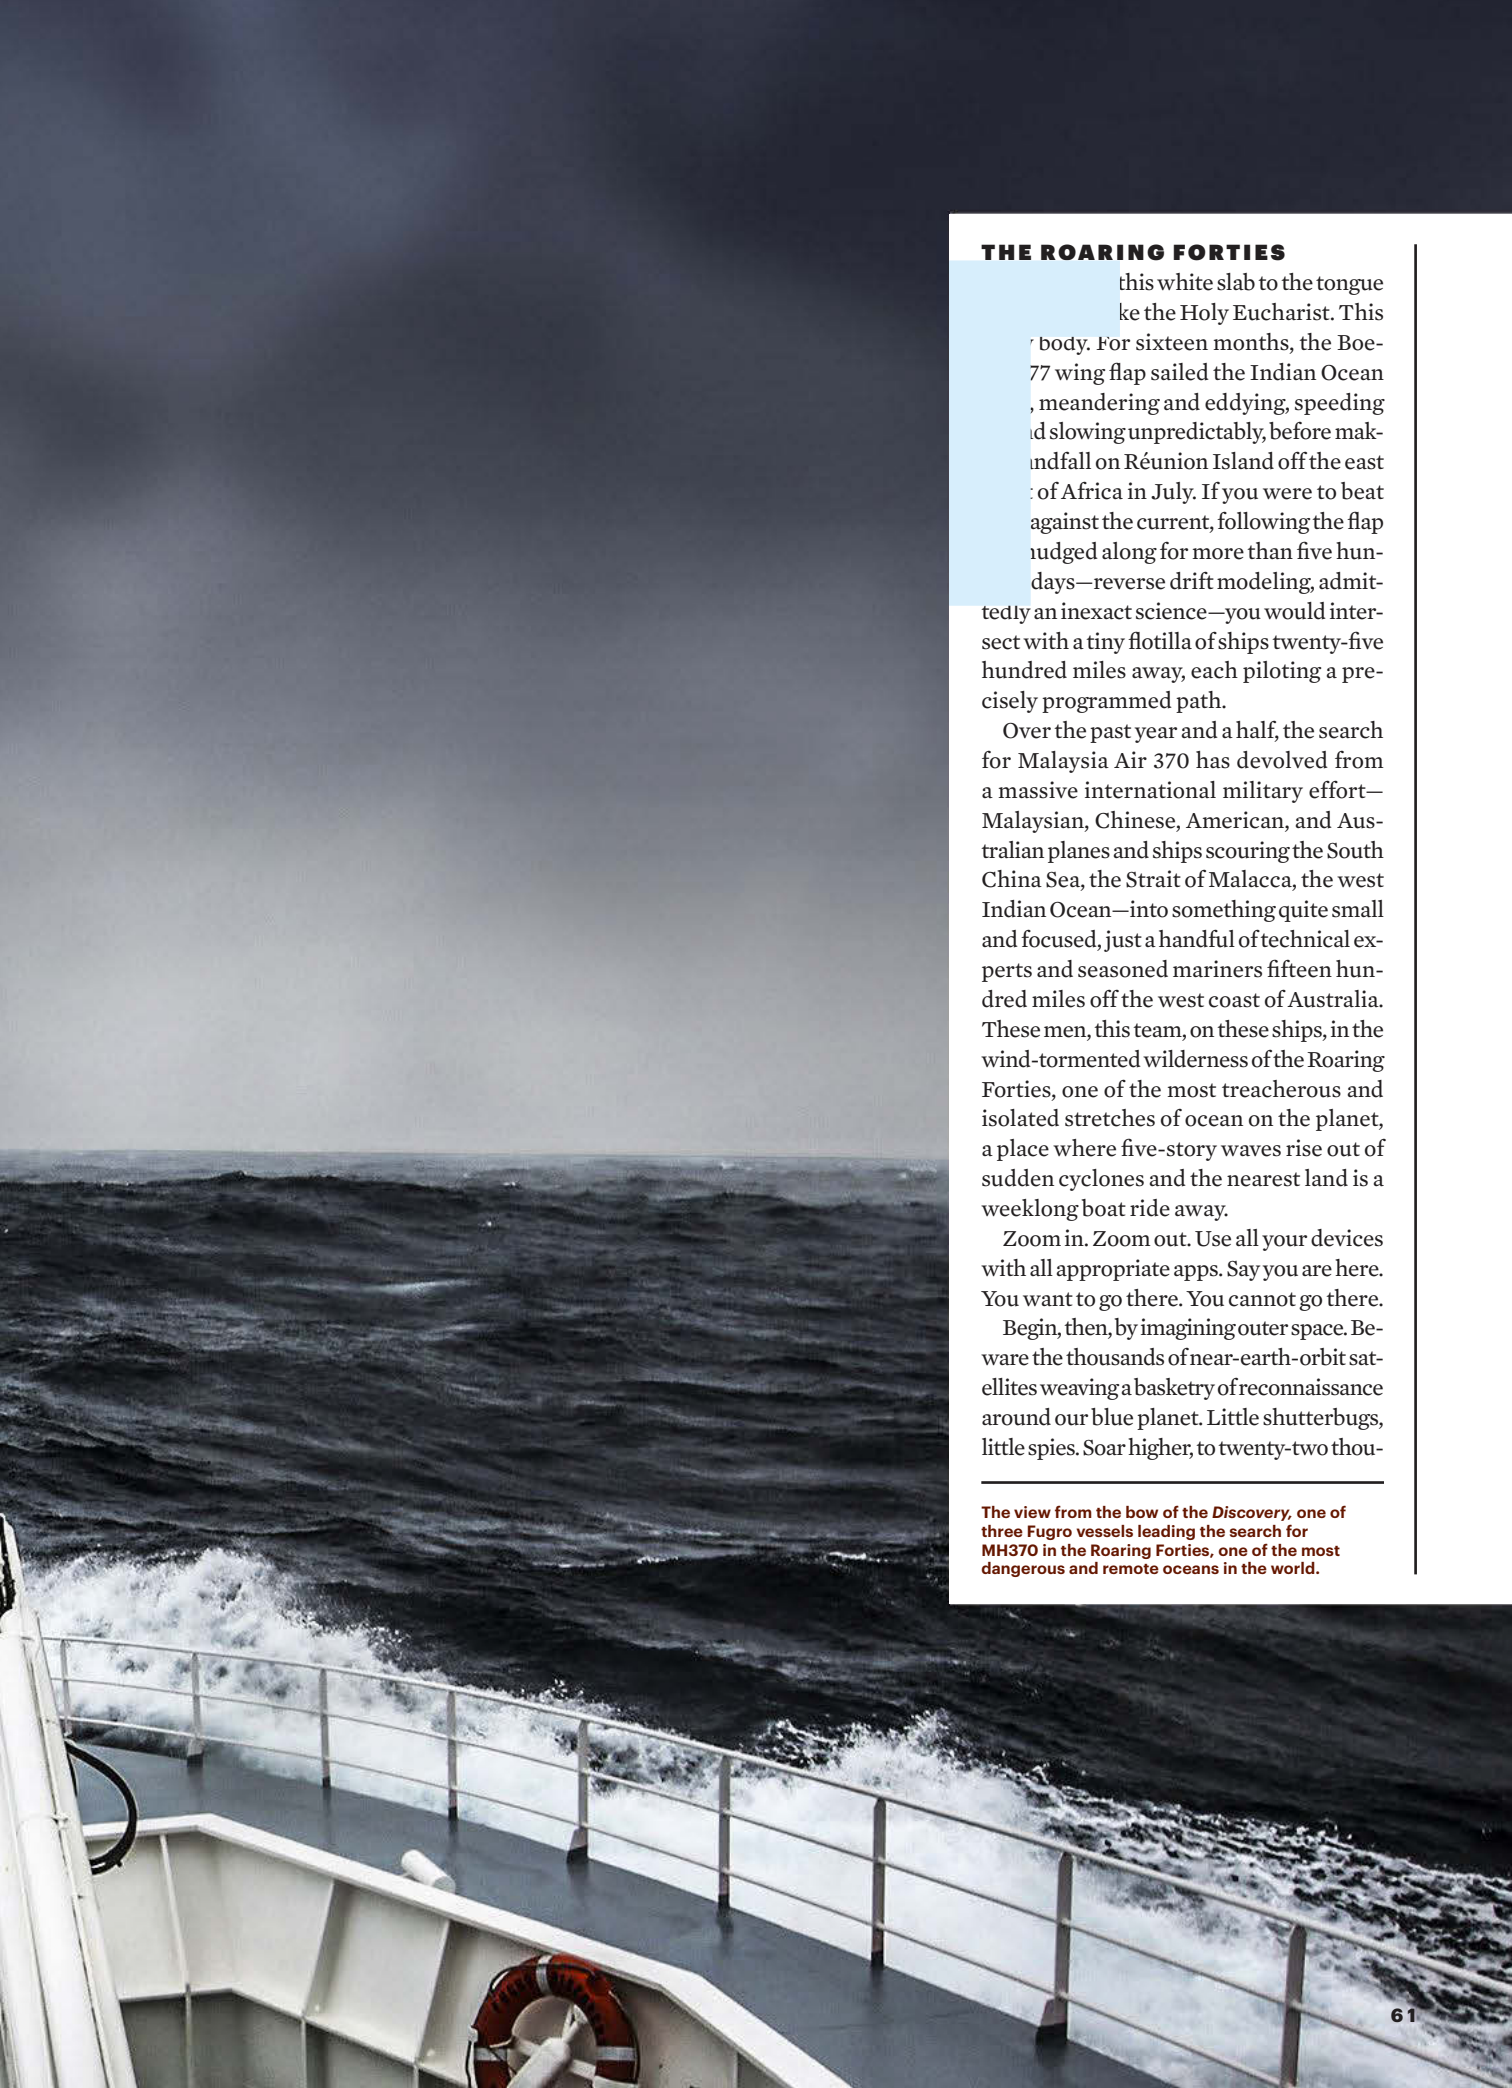 THE ROARING FORTIES
this white slab to the tongue
the Holy Eucharist. This
body. For sixteen months, the Boe-
77 wing flap sailed the Indian Ocean
, meandering and eddying, speeding
slowing unpredictably, before mak-
on Réunion Island off the east
of Africa in July. If you were to beat
against the current, following the flap
along for more than five hun-
days—reverse drift modeling, admit-
tedly an inexact science—you would inter-
sect with a tiny flotilla of ships twenty-five
hundred miles away, each piloting a pre-
cisely programmed path.
Over the past year and a half, the search
for Malaysia Air 370 has devolved from
a massive international military effort—
Malaysian, Chinese, American, and Aus-
tralian planes and ships scouring the South
China Sea, the Strait of Malacca, the west
Indian Ocean—into something quite small
and focused, just a handful of technical ex-
perts and seasoned mariners fifteen hun-
dred miles off the west coast of Australia.
These men, this team, on these ships, in the
wind-tormented wilderness of the Roaring
Forties, one of the most treacherous and
isolated stretches of ocean on the planet,
a place where five-story waves rise out of
sudden cyclones and the nearest land is a
weeklong boat ride away.
Zoom in. Zoom out. Use all your devices
with all appropriate apps. Say you are here.
You want to go there. You cannot go there.
Begin, then, by imagining outer space. Be-
ware the thousands of near-earth-orbit sat-
ellites weaving a basketry of reconnaissance
around our blue planet. Little shutterbugs,
little spies. Soar higher, to twenty-two thou-
The view from the bow of the Discovery, one of
three Fugro vessels leading the search for
MH370 in the Roaring Forties, one of the most
dangerous and remote oceans in the world.
61